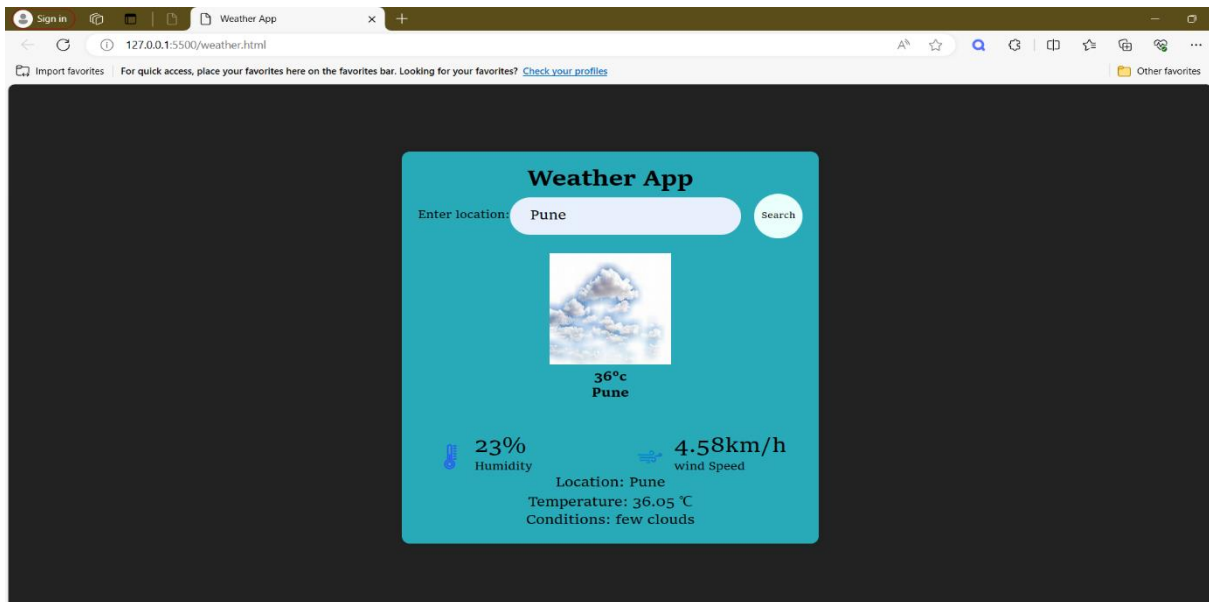 Sign in
Weather App
127.0.0.1:5500/weather.html
Import favorites
For quick access, place your favorites here on the favorites bar. Looking for your favorites? Check your profiles
Other favorites
Weather App
Enter location: Pune Search
36°c
Pune
23% 4.58km/h
Humidity wind Speed
Location: Pune
Temperature: 36.05 °C
Conditions: few clouds